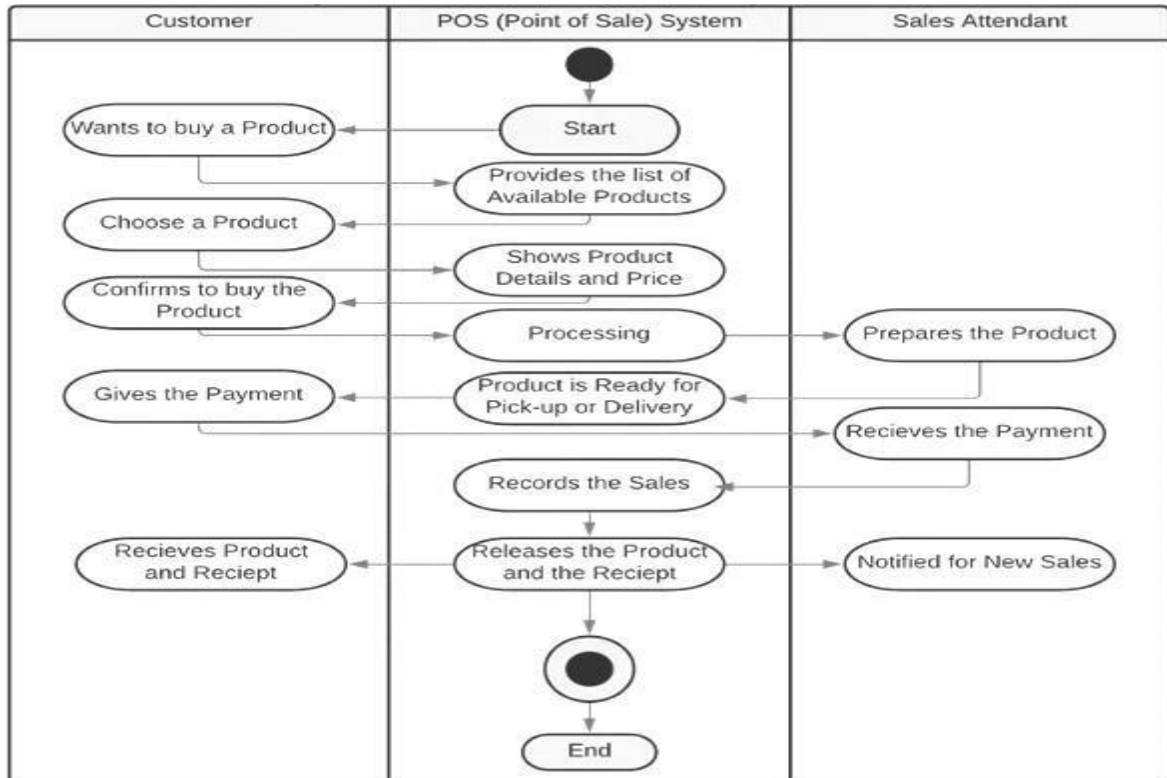 Customer
POS (Point of Sale) System
Sales Attendant
Start
Wants to buy a Product
Provides the list of
Available Products
Choose a Product
Shows Product
Details and Price
Confirms to buy the
Product
Processing
Prepares the Product
Product is Ready for
Pick-up or Delivery
Gives the Payment
Recieves the Payment
Records the Sales
Releases the Product
and the Reciept
Recieves Product
and Reciept
Notified for New Sales
End